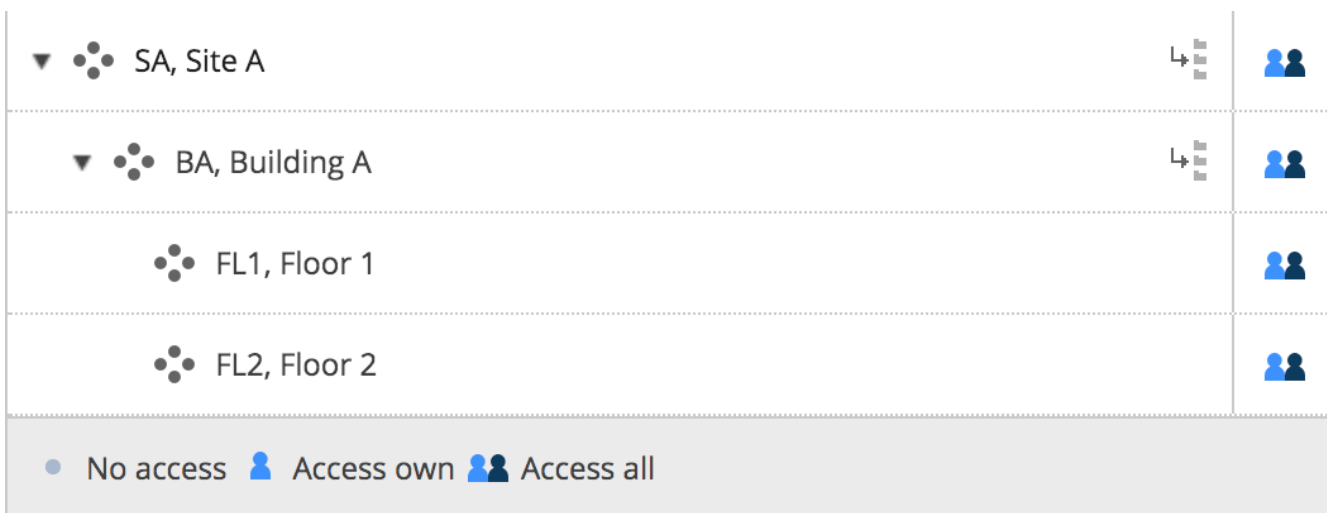 SA, Site A
BA, Building A
FL1, Floor 1
FL2, Floor 2
No access Access own Access all